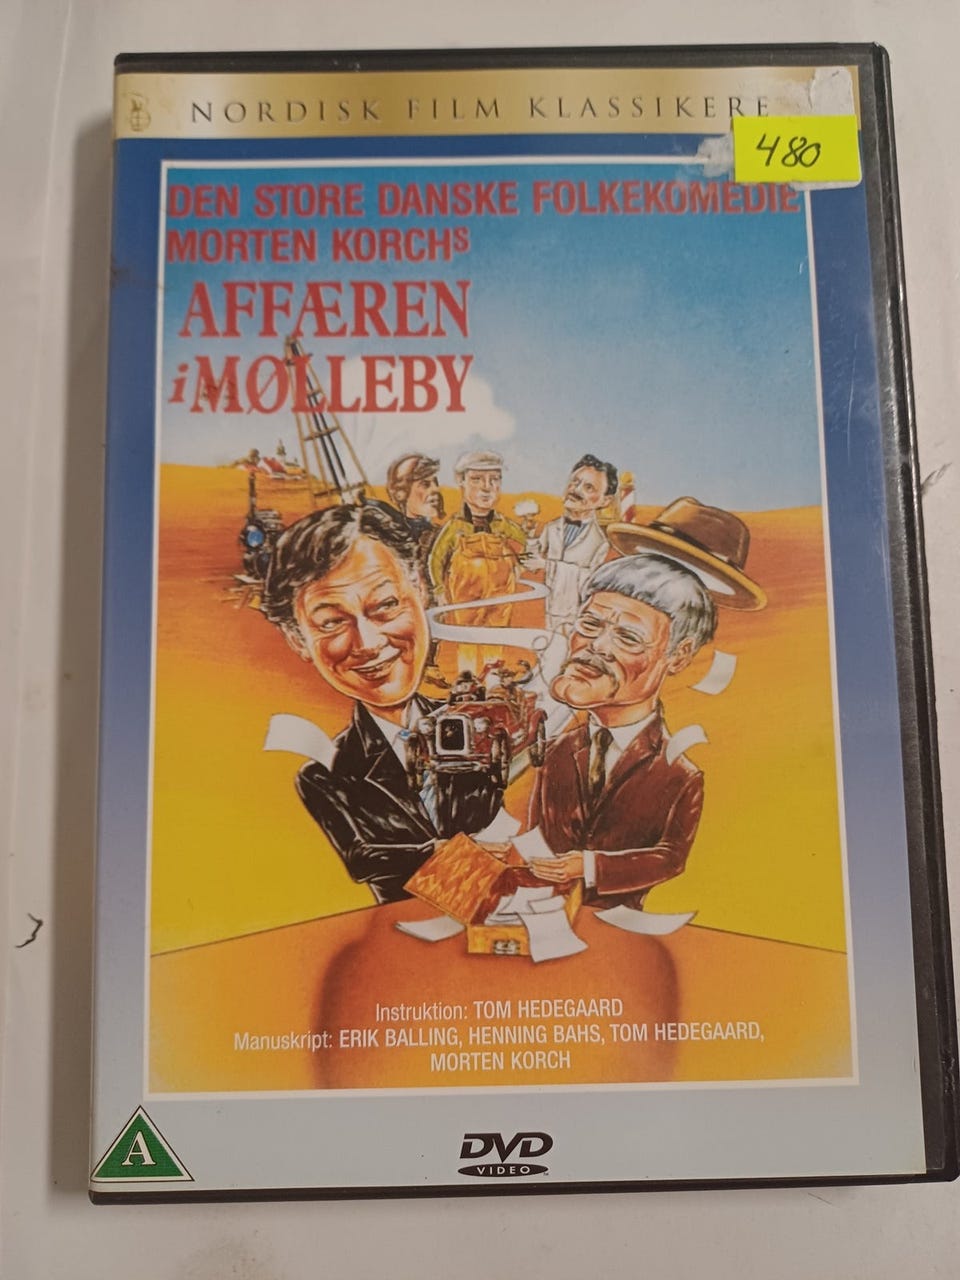 NORDISK FILM KLASSIKERE
480
DEN STORE DANSKE FOLKEKOMEDIE
MORTEN KORCHS
AFFÆREN
i MØLLEBY
Instruktion: TOM HEDEGAARD
Manuskript: ERIK BALLING, HENNING BAHS, TOM HEDEGAARD,
MORTEN KORCH
A
DVD
VIDEO